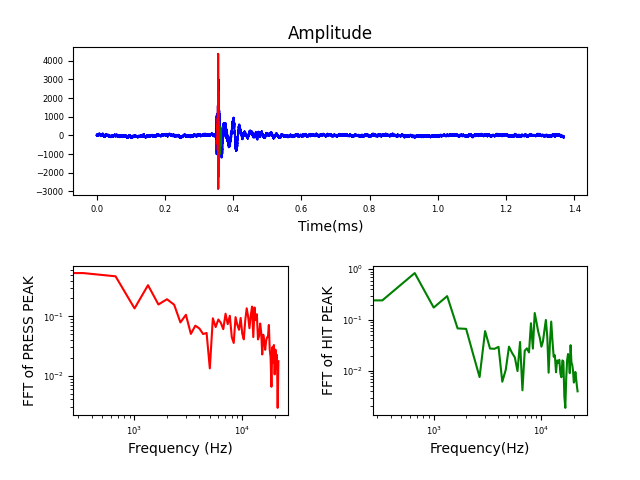 Amplitude
4000
3000
2000
1000
0
−1000
−2000
−3000
0.0 0.2 0.4 0.6 0.8 1.0 1.2 1.4
Time(ms)
FFT of PRESS PEAK
10⁻¹
10⁻²
10³ 10⁴
Frequency (Hz)
FFT of HIT PEAK
10⁰
10⁻¹
10⁻²
10³ 10⁴
Frequency(Hz)